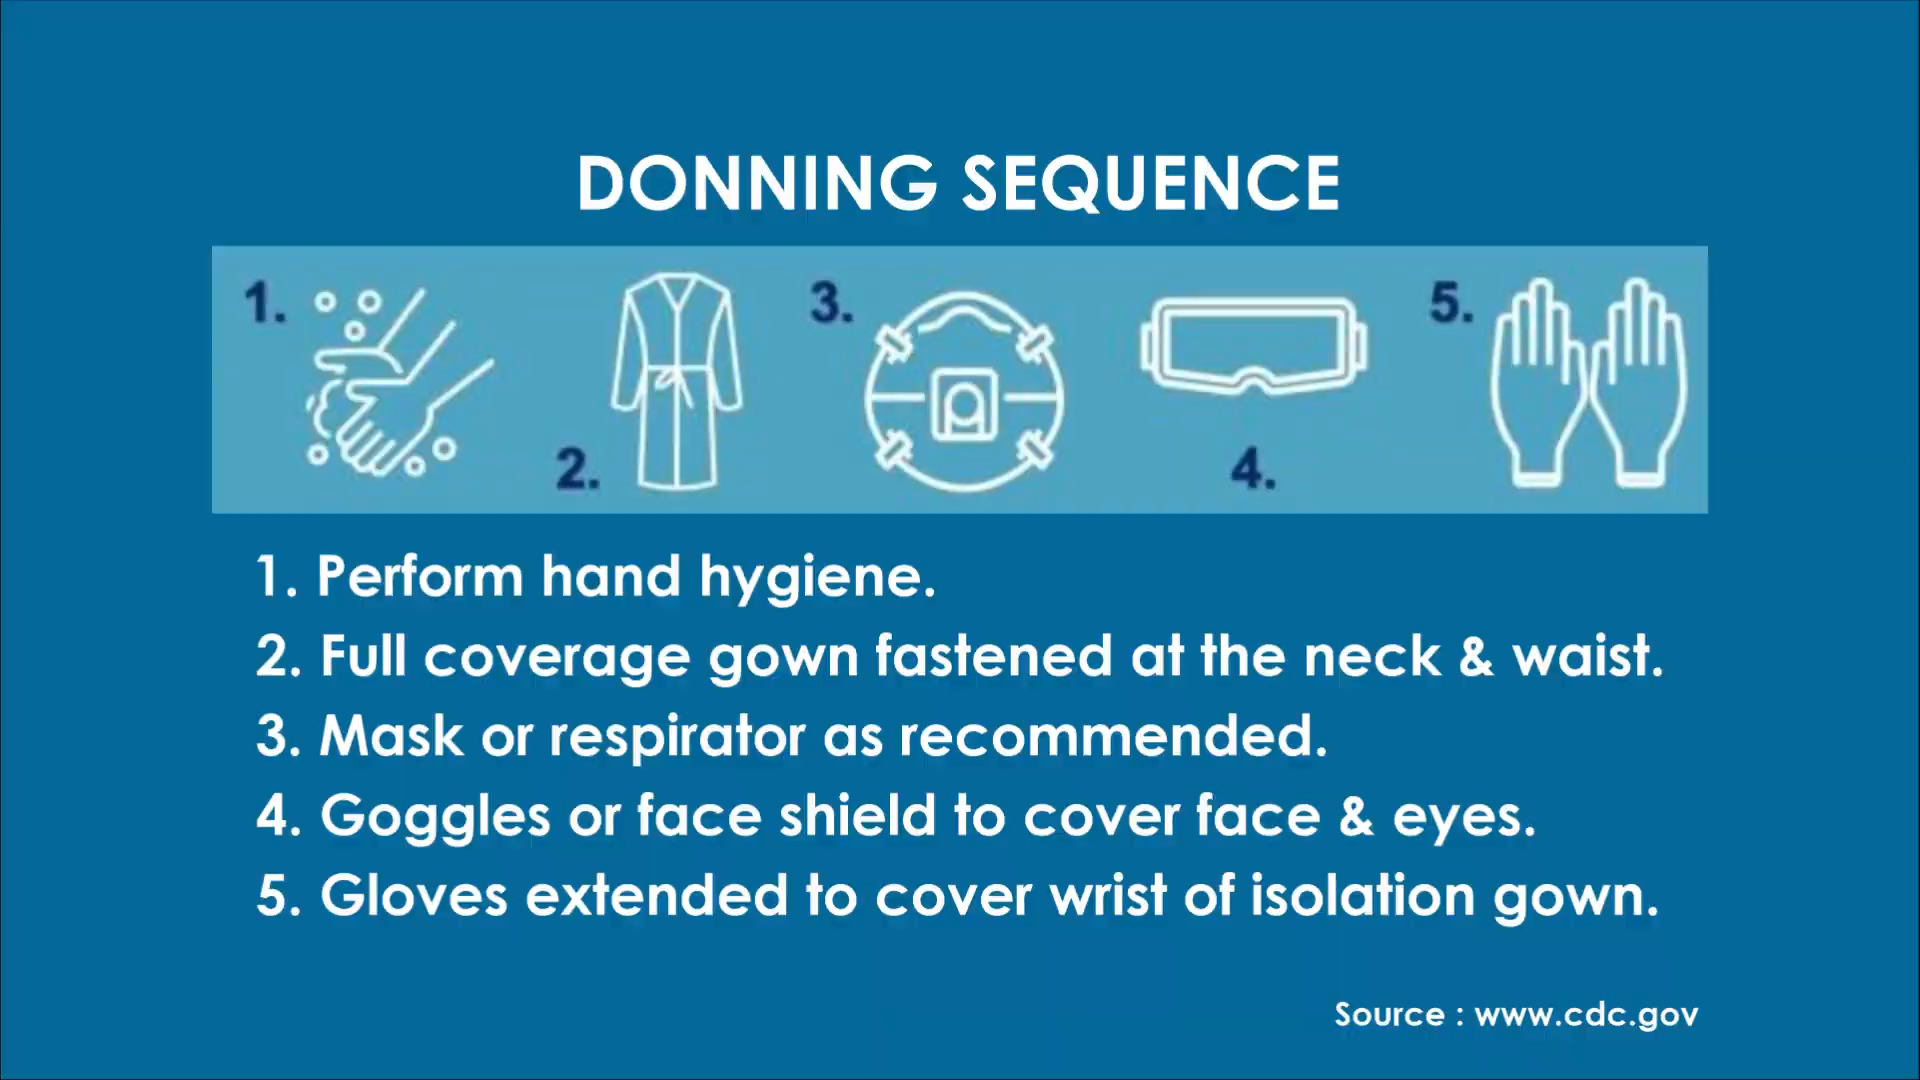 DONNING SEQUENCE
1.
2.
3.
4.
5.
1. Perform hand hygiene.
2. Full coverage gown fastened at the neck & waist.
3. Mask or respirator as recommended.
4. Goggles or face shield to cover face & eyes.
5. Gloves extended to cover wrist of isolation gown.
Source : www.cdc.gov